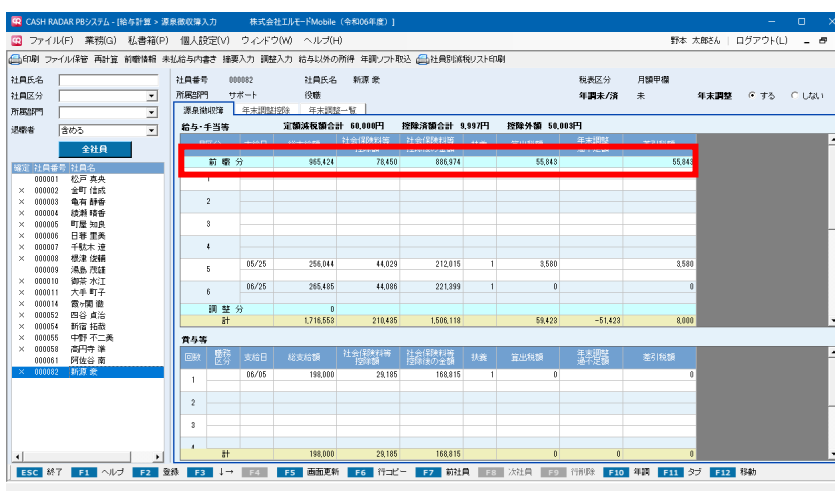 CASH RADAR PBシステム - [給与計算 > 源泉徴収簿入力 株式会社エルモードMobile (令和06年度) ]
ファイル(F) 業務(G) 私書箱(P) 個人設定(V) ウィンドウ(W) ヘルプ(H) 野本 太郎さん ログアウト(L)
印刷 ファイル保管 再計算 前職情報 未払給与内書き 摘要入力 調整入力 給与以外の所得 年調ソフト取込 社員別減税リスト印刷
社員氏名
社員区分
所属部門
退職者 含める
全社員
確定 社員番号 社員名
000001 松戸 真央
× 000002 金町 信成
× 000003 亀有 静香
× 000004 綾瀬 晴香
× 000005 町屋 知良
× 000006 日暮 里美
× 000007 千駄木 遼
× 000008 根津 俊輔
000009 湯島 茂雄
× 000010 御茶 水江
× 000011 大手 町子
× 000014 霞ヶ関 徹
× 000052 四谷 貞治
× 000054 新宿 拓哉
× 000055 中野 不二美
× 000058 高円寺 準
000061 阿佐谷 南
× 000082 新源 衆
社員番号 000082 社員氏名 新源 衆 税表区分 月額甲欄
所属部門 サポート 役職 年調未/済 未 年末調整 する しない
源泉徴収簿 年末調整控除 年末調整一覧
給与・手当等 定額減税額合計 60,000円 控除済額合計 9,997円 控除外額 50,003円
前 職 分 965,424 78,450 886,974 55,843 55,843
1
2
3
4
5 05/25 256,044 44,029 212,015 1 3,580 3,580
6 06/25 265,485 44,086 221,399 1 0 0
調 整 分 0
計 1,716,553 210,435 1,506,118 59,423 -51,423 8,000
賞与等
回数 職務区分 支給日 総支給額 社会保険料等控除額 社会保険料等控除後の金額 扶養 算出税額 年末調整過不足額 差引税額
1 06/05 198,000 29,185 168,815 1 0 0
2
3
4
計 198,000 29,185 168,815 0 0 0
ESC 終了 F1 ヘルプ F2 登録 F3 ↓→ F4 F5 画面更新 F6 行コピー F7 前社員 F8 次社員 F9 行削除 F10 年調 F11 タブ F12 移動